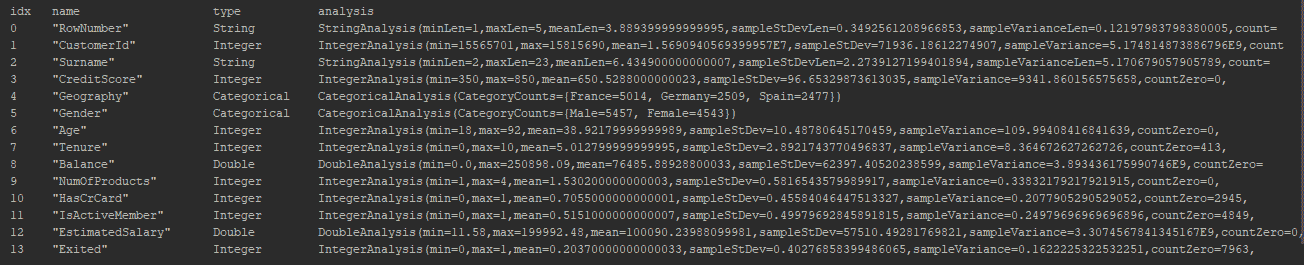 idx name type analysis
0 "RowNumber" String StringAnalysis(minLen=1,maxLen=5,meanLen=3.889399999999995,sampleStDevLen=0.3492561208966853,sampleVarianceLen=0.12197983798380005,count=
1 "CustomerId" Integer IntegerAnalysis(min=15565701,max=15815690,mean=1.5690940569399957E7,sampleStDev=71936.18612274907,sampleVariance=5.174814873886796E9,count
2 "Surname" String StringAnalysis(minLen=2,maxLen=23,meanLen=6.434900000000007,sampleStDevLen=2.2739127199401894,sampleVarianceLen=5.170679057905789,count=
3 "CreditScore" Integer IntegerAnalysis(min=350,max=850,mean=650.5288000000023,sampleStDev=96.65329873613035,sampleVariance=9341.860156575658,countZero=0,
4 "Geography" Categorical CategoricalAnalysis(CategoryCounts={France=5014, Germany=2509, Spain=2477})
5 "Gender" Categorical CategoricalAnalysis(CategoryCounts={Male=5457, Female=4543})
6 "Age" Integer IntegerAnalysis(min=18,max=92,mean=38.92179999999989,sampleStDev=10.48780645170459,sampleVariance=109.99408416841639,countZero=0,
7 "Tenure" Integer IntegerAnalysis(min=0,max=10,mean=5.012799999999995,sampleStDev=2.8921743770496837,sampleVariance=8.364672627262726,countZero=413,
8 "Balance" Double DoubleAnalysis(min=0.0,max=250898.09,mean=76485.88928800033,sampleStDev=62397.40520238599,sampleVariance=3.893436175990746E9,countZero=
9 "NumOfProducts" Integer IntegerAnalysis(min=1,max=4,mean=1.530200000000003,sampleStDev=0.5816543579989917,sampleVariance=0.33832179217921915,countZero=0,
10 "HasCrCard" Integer IntegerAnalysis(min=0,max=1,mean=0.7055000000000001,sampleStDev=0.45584046447513327,sampleVariance=0.2077905290529052,countZero=2945,
11 "IsActiveMember" Integer IntegerAnalysis(min=0,max=1,mean=0.5151000000000007,sampleStDev=0.49979692845891815,sampleVariance=0.24979696969696896,countZero=4849,
12 "EstimatedSalary" Double DoubleAnalysis(min=11.58,max=199992.48,mean=100090.23988099981,sampleStDev=57510.49281769821,sampleVariance=3.3074567841345167E9,countZero=0,
13 "Exited" Integer IntegerAnalysis(min=0,max=1,mean=0.20370000000000033,sampleStDev=0.40276858399486065,sampleVariance=0.1622225322532251,countZero=7963,